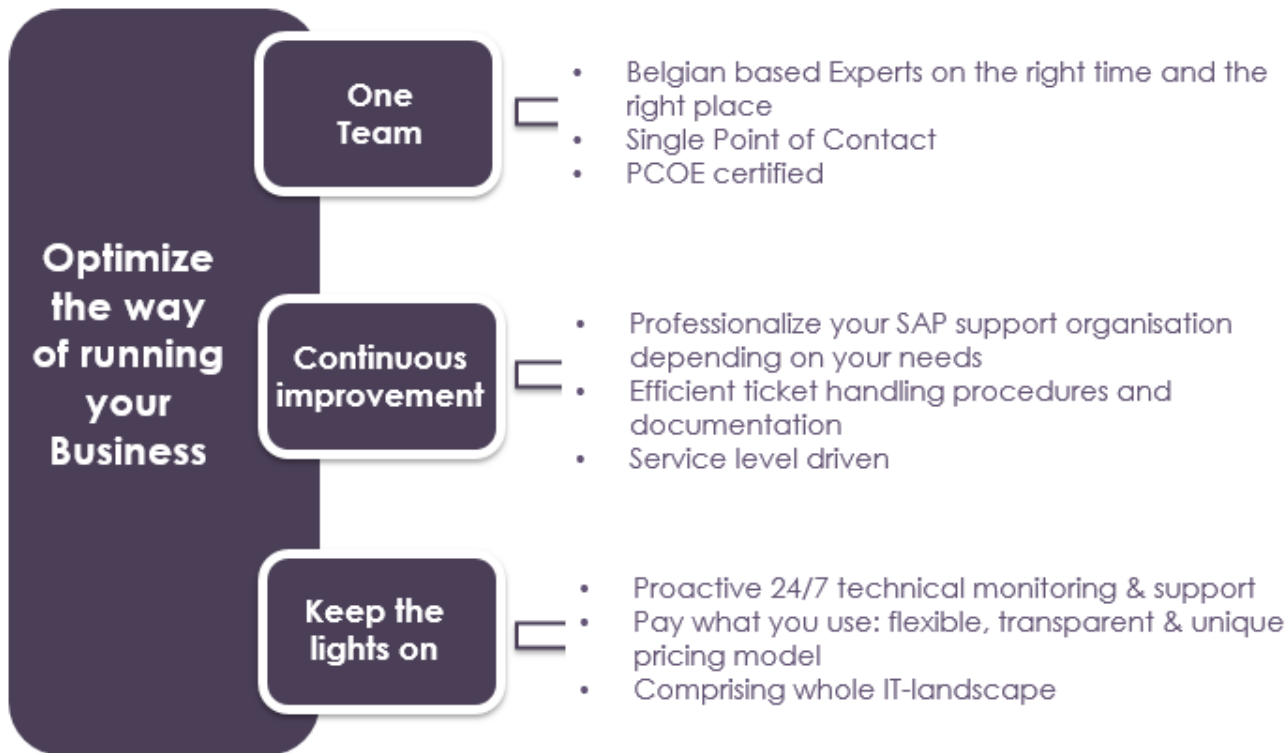 Optimize
the way
of running
your
Business
One
Team
• Belgian based Experts on the right time and the
right place
• Single Point of Contact
• PCOE certified
Continuous
improvement
• Professionalize your SAP support organisation
depending on your needs
• Efficient ticket handling procedures and
documentation
• Service level driven
Keep the
lights on
• Proactive 24/7 technical monitoring & support
• Pay what you use: flexible, transparent & unique
pricing model
• Comprising whole IT-landscape